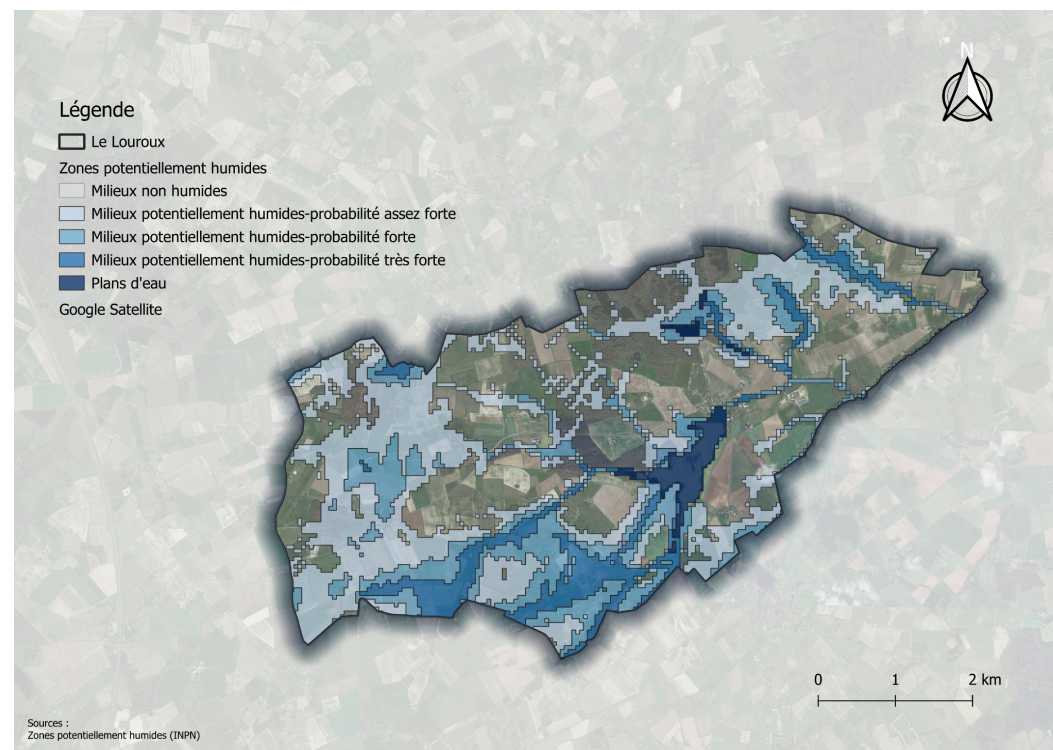 N
Légende
Le Louroux
Zones potentiellement humides
Milieux non humides
Milieux potentiellement humides-probabilité assez forte
Milieux potentiellement humides-probabilité forte
Milieux potentiellement humides-probabilité très forte
Plans d'eau
Google Satellite
0 1 2 km
Sources :
Zones potentiellement humides (INPN)